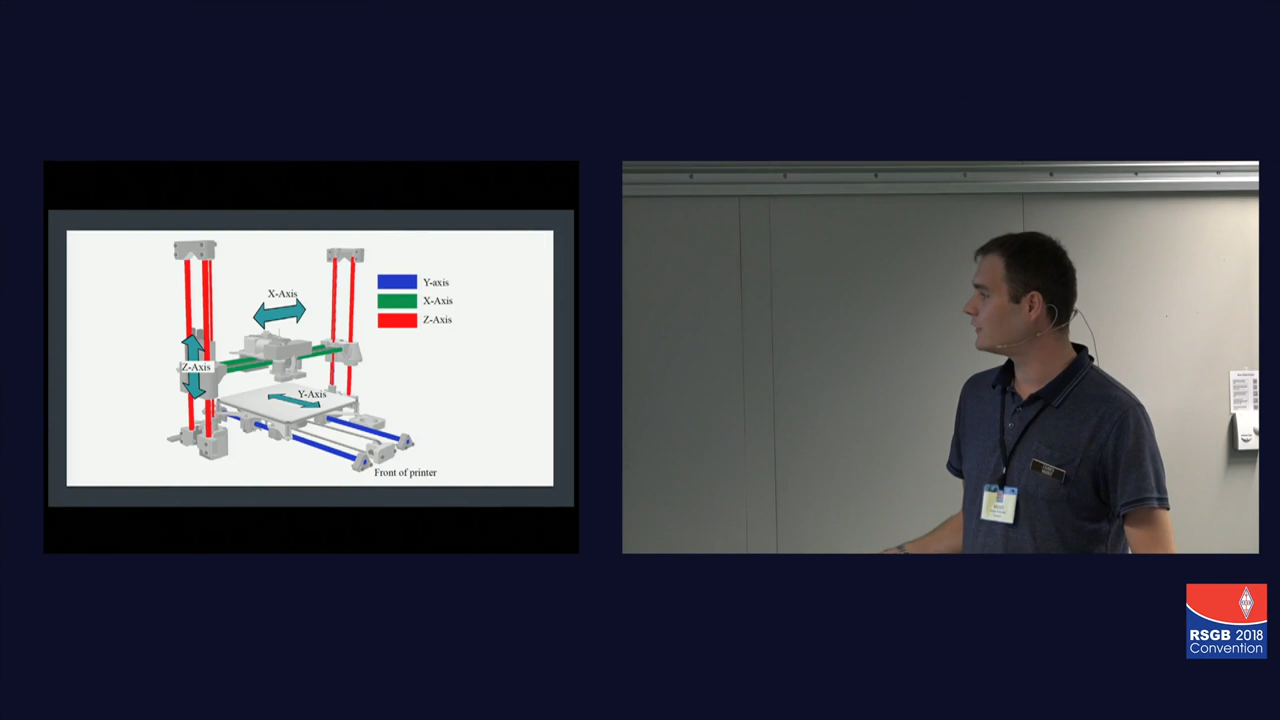 X-Axis
Y-axis
X-Axis
Z-Axis
Z-Axis
Y-Axis
Front of printer
RSGB 2018
Convention